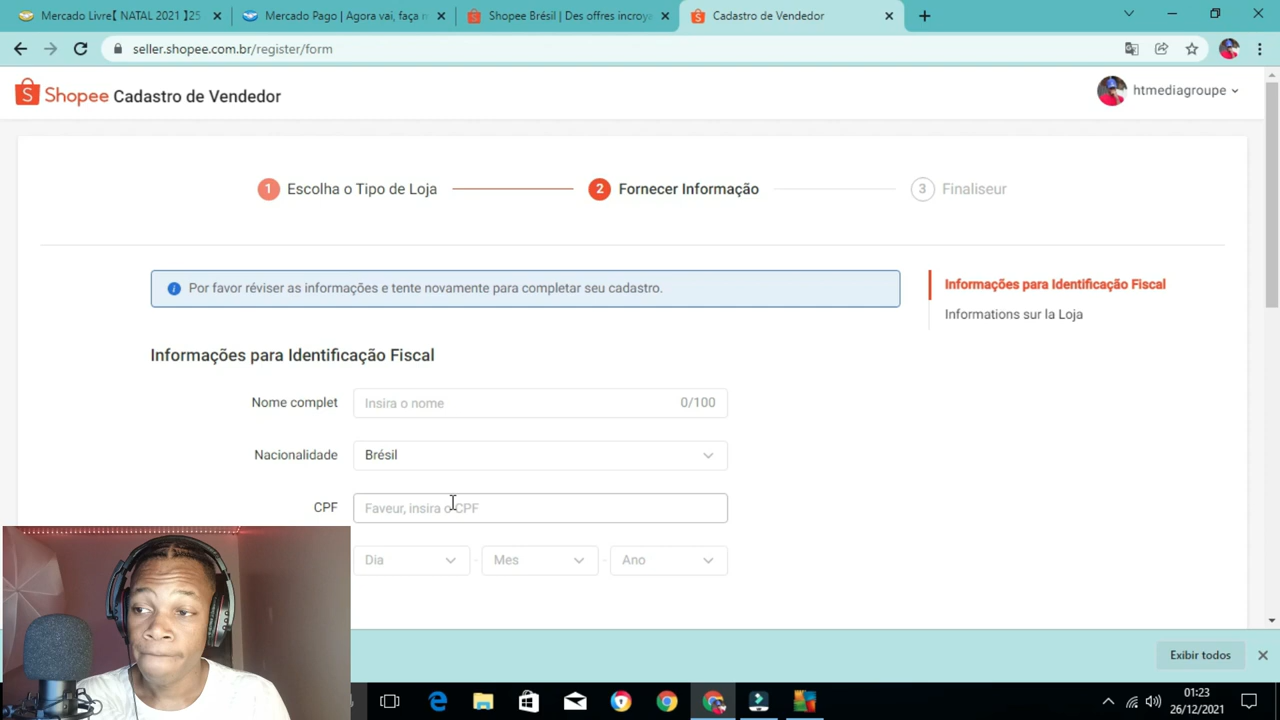 Mercado Livre【 NATAL 2021 】25
Mercado Pago | Agora vai, faça m
Shopee Brésil | Des offres incroya
Cadastro de Vendedor
seller.shopee.com.br/register/form
Shopee Cadastro de Vendedor
htmediagroupe
1 Escolha o Tipo de Loja
2 Fornecer Informação
3 Finaliseur
Por favor réviser as informações e tente novamente para completar seu cadastro.
Informações para Identificação Fiscal
Informations sur la Loja
Informações para Identificação Fiscal
Nome complet Insira o nome 0/100
Nacionalidade Brésil
CPF Faveur, insira o CPF
Dia - Mes - Ano
Exibir todos
01:23
26/12/2021